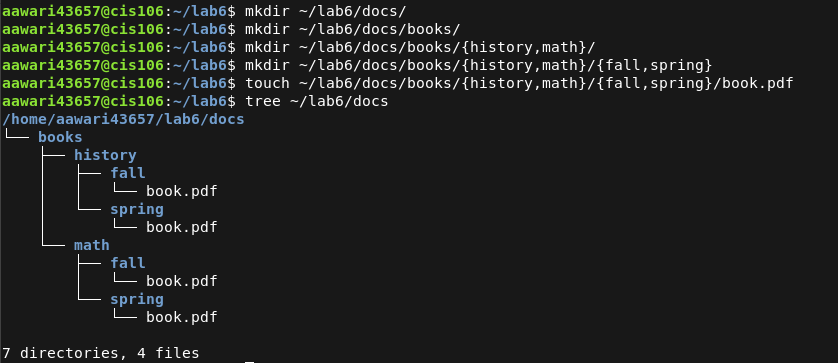 aawari43657@cis106:~/lab6$ mkdir ~/lab6/docs/
aawari43657@cis106:~/lab6$ mkdir ~/lab6/docs/books/
aawari43657@cis106:~/lab6$ mkdir ~/lab6/docs/books/{history,math}/
aawari43657@cis106:~/lab6$ mkdir ~/lab6/docs/books/{history,math}/{fall,spring}
aawari43657@cis106:~/lab6$ touch ~/lab6/docs/books/{history,math}/{fall,spring}/book.pdf
aawari43657@cis106:~/lab6$ tree ~/lab6/docs
/home/aawari43657/lab6/docs
└── books
    ├── history
    │   ├── fall
    │   │   └── book.pdf
    │   └── spring
    │       └── book.pdf
    └── math
        ├── fall
        │   └── book.pdf
        └── spring
            └── book.pdf
7 directories, 4 files